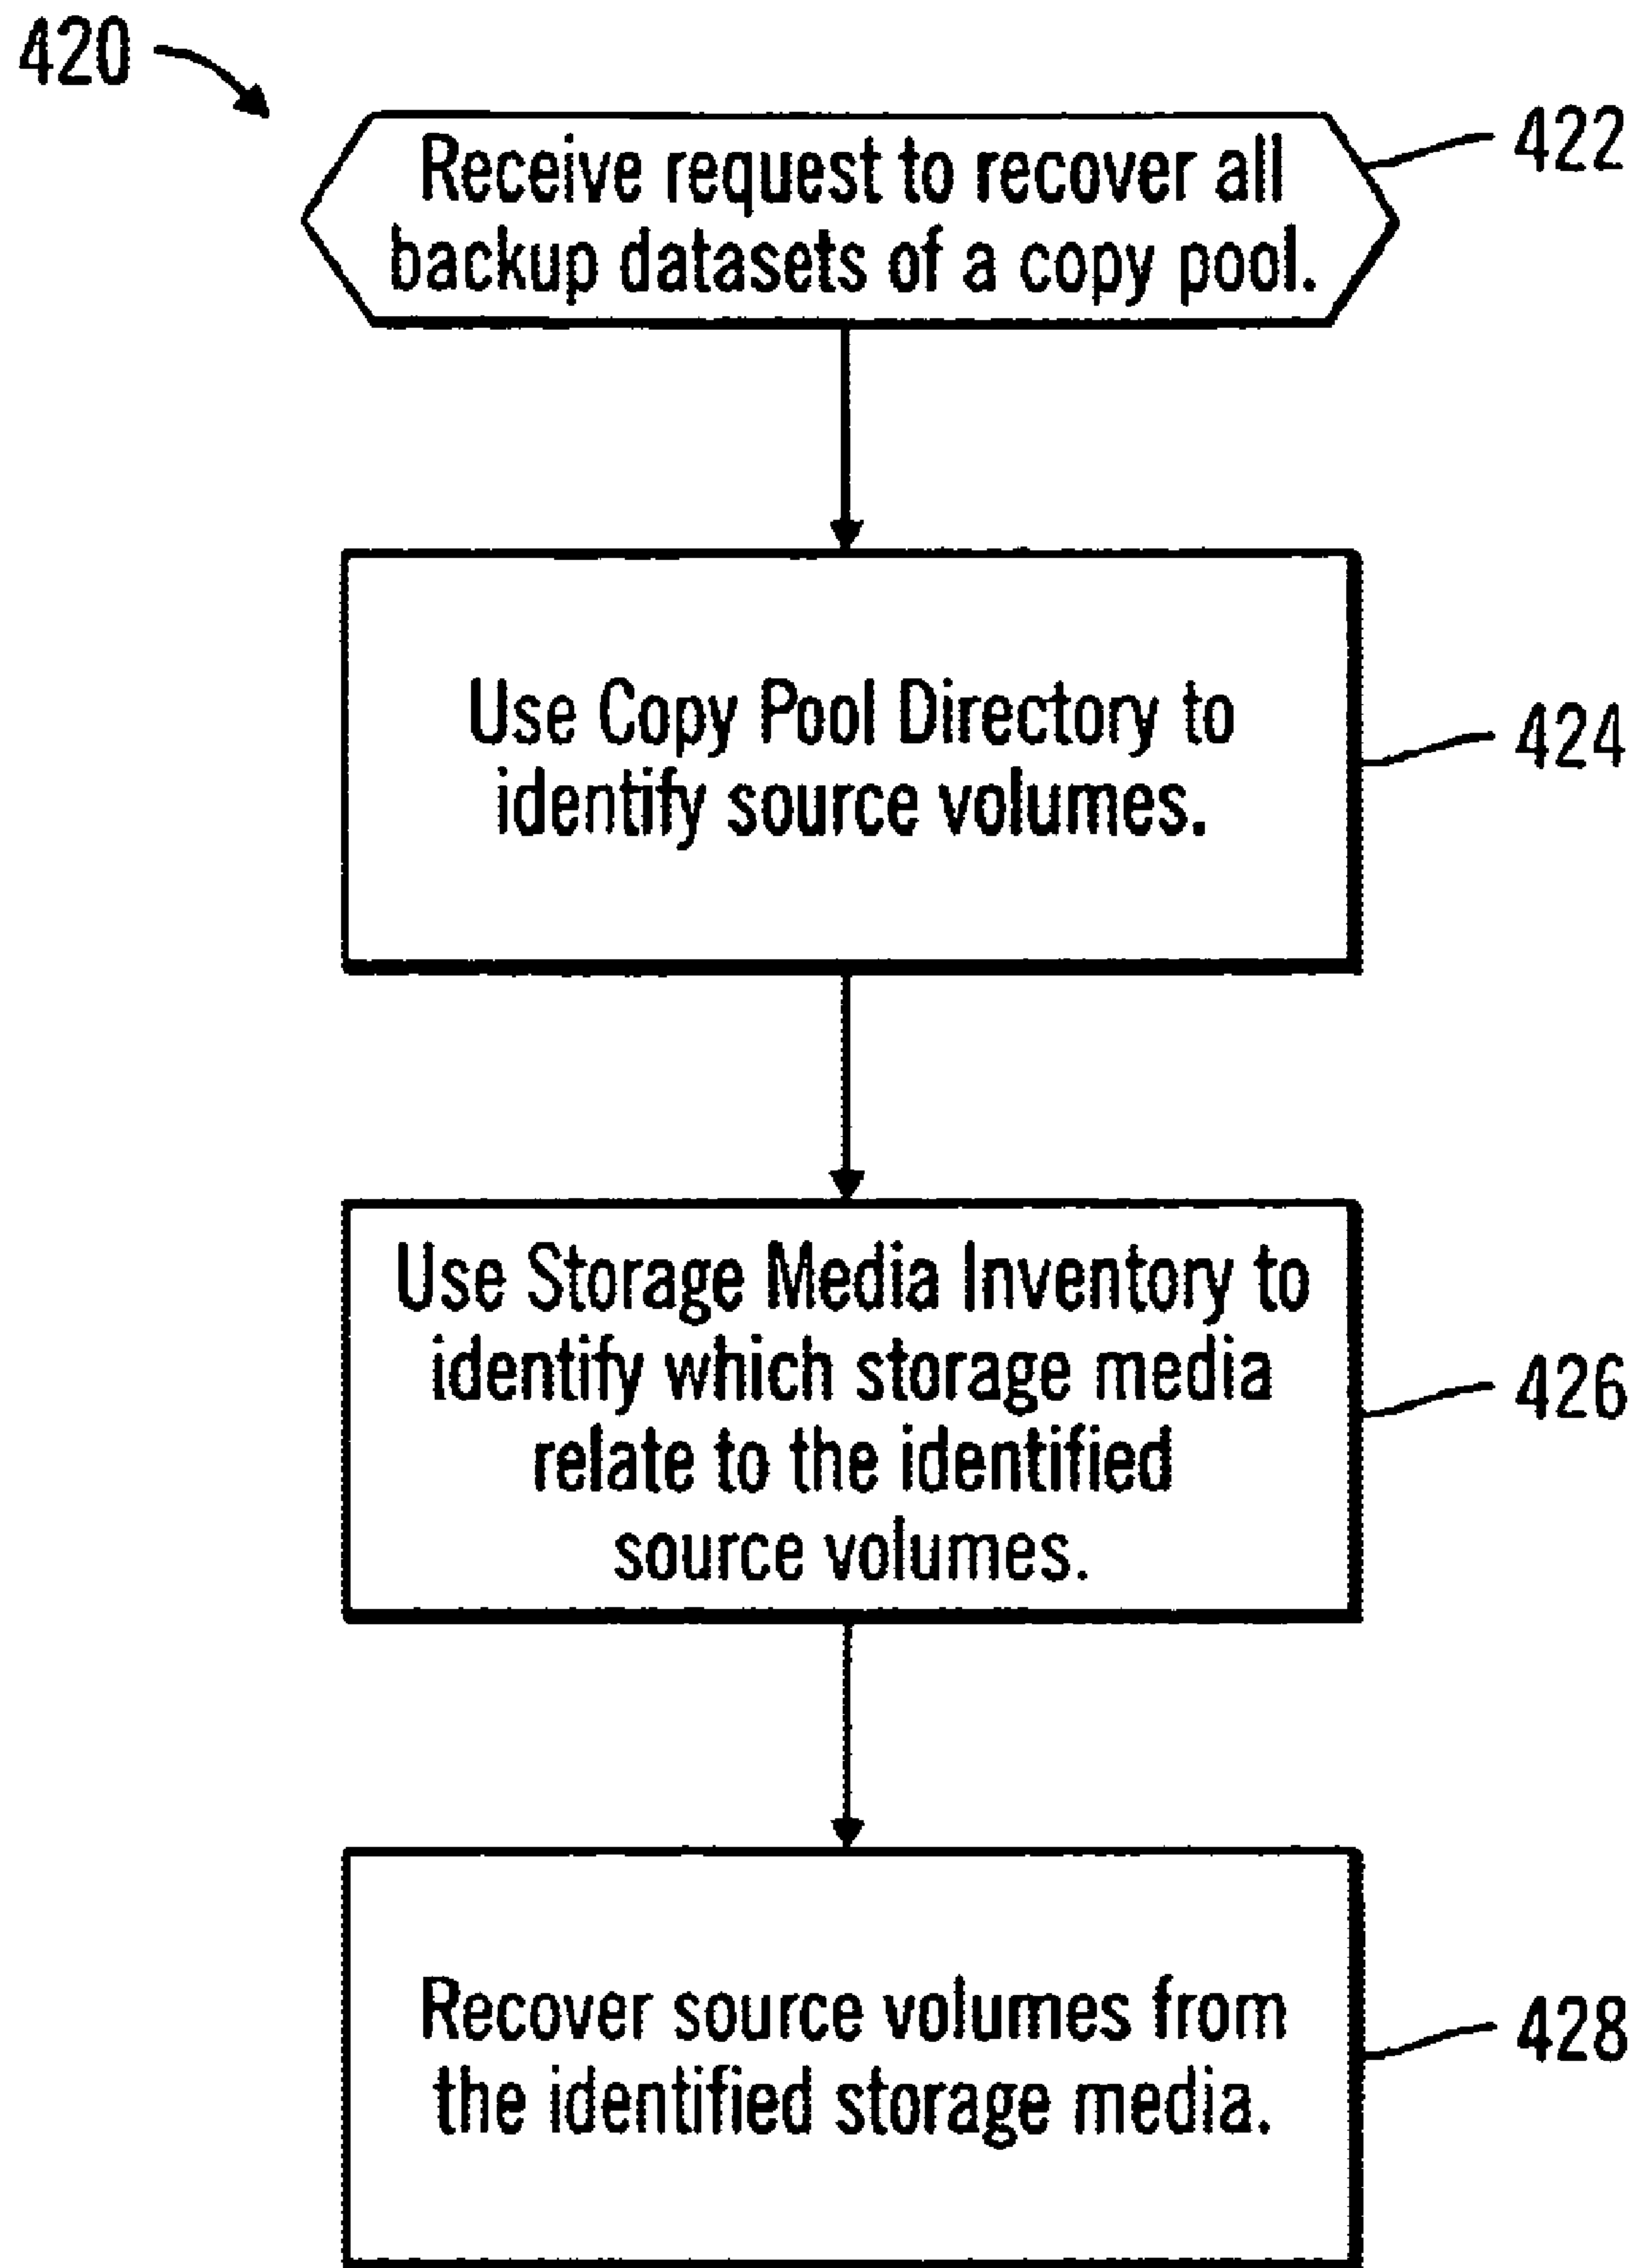 420
Receive request to recover all
backup datasets of a copy pool.
422
Use Copy Pool Directory to
identify source volumes.
424
Use Storage Media Inventory to
identify which storage media
relate to the identified
source volumes.
426
Recover source volumes from
the identified storage media.
428